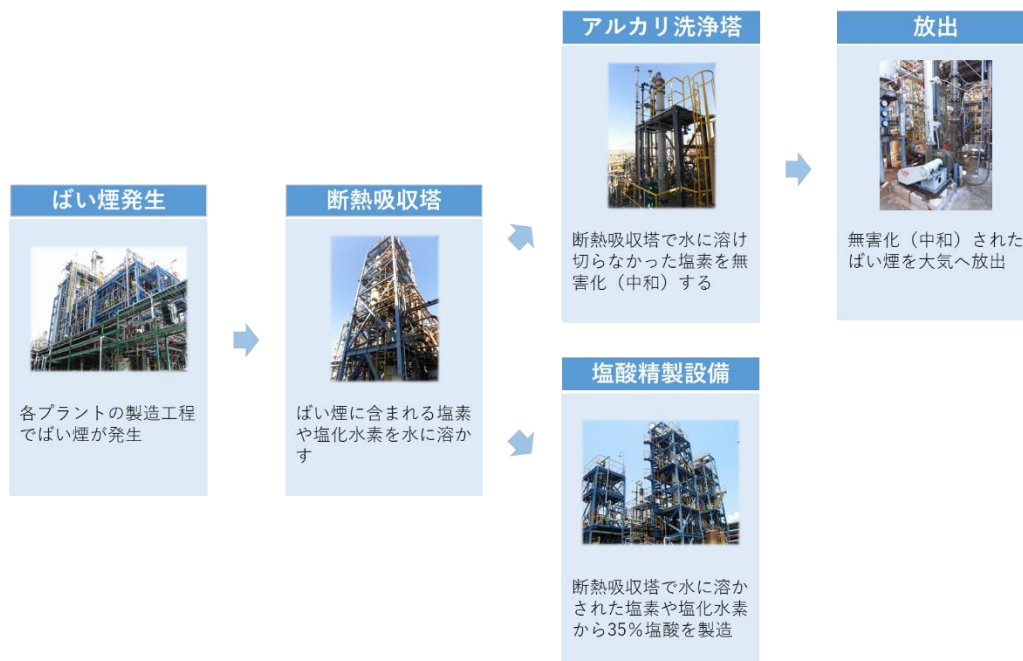 ばい煙発生
各プラントの製造工程
でばい煙が発生
断熱吸収塔
ばい煙に含まれる塩素
や塩化水素を水に溶か
す
アルカリ洗浄塔
断熱吸収塔で水に溶け
切らなかった塩素を無
害化（中和）する
放出
無害化（中和）された
ばい煙を大気へ放出
塩酸精製設備
断熱吸収塔で水に溶か
された塩素や塩化水素
から35％塩酸を製造